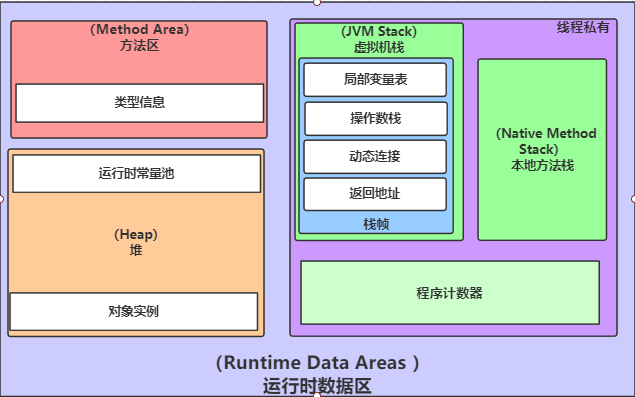 （Method Area）
方法区
类型信息
运行时常量池
（Heap）
堆
对象实例
线程私有
（JVM Stack）
虚拟机栈
局部变量表
操作数栈
动态连接
返回地址
栈帧
（Native Method
Stack）
本地方法栈
程序计数器
（Runtime Data Areas ）
运行时数据区